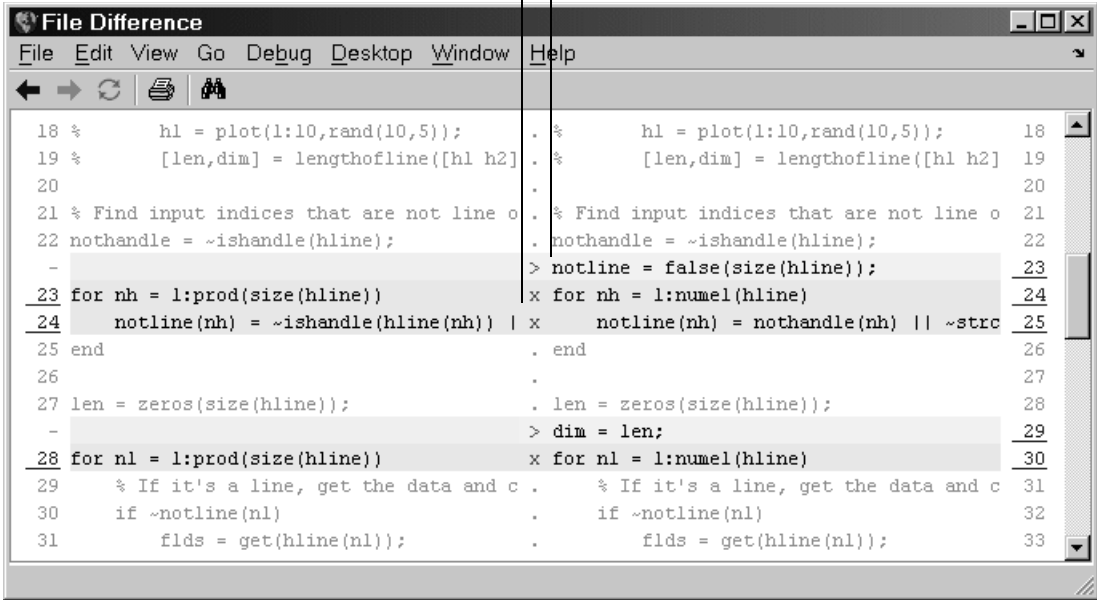 File Difference
File Edit View Go Debug Desktop Window Help
18 % hl = plot(1:10,rand(10,5)); . % hl = plot(1:10,rand(10,5)); 18
19 % [len,dim] = lengthofline([hl h2] . % [len,dim] = lengthofline([hl h2] 19
20 . 20
21 % Find input indices that are not line o . % Find input indices that are not line o 21
22 nothandle = ~ishandle(hline); . nothandle = ~ishandle(hline); 22
- > notline = false(size(hline)); 23
23 for nh = 1:prod(size(hline)) x for nh = 1:numel(hline) 24
24 notline(nh) = ~ishandle(hline(nh)) | x notline(nh) = nothandle(nh) || ~strc 25
25 end . end 26
26 . 27
27 len = zeros(size(hline)); . len = zeros(size(hline)); 28
- > dim = len; 29
28 for nl = 1:prod(size(hline)) x for nl = 1:numel(hline) 30
29 % If it's a line, get the data and c . % If it's a line, get the data and c 31
30 if ~notline(nl) . if ~notline(nl) 32
31 flds = get(hline(nl)); . flds = get(hline(nl)); 33